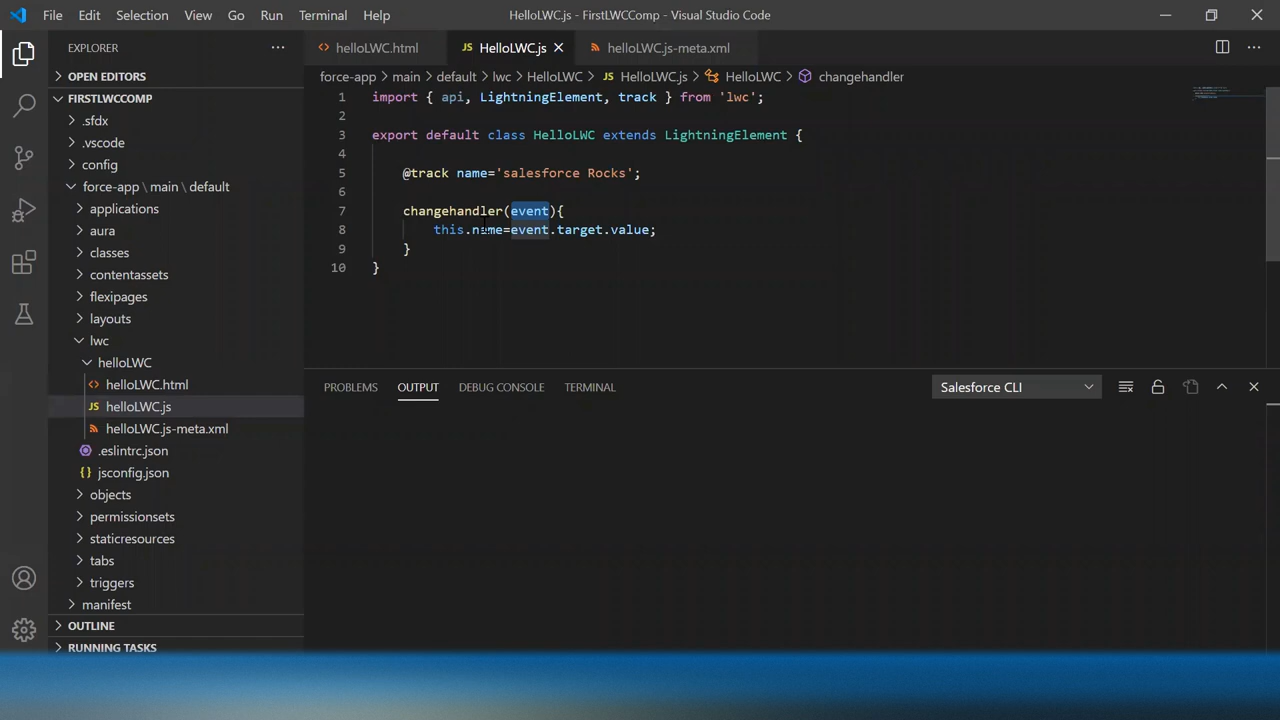 File Edit Selection View Go Run Terminal Help HelloLWC.js - FirstLWCComp - Visual Studio Code
EXPLORER
OPEN EDITORS
FIRSTLWCCOMP
.sfdx
.vscode
config
force-app \ main \ default
applications
aura
classes
contentassets
flexipages
layouts
lwc
helloLWC
helloLWC.html
helloLWC.js
helloLWC.js-meta.xml
.eslintrc.json
jsconfig.json
objects
permissionsets
staticresources
tabs
triggers
manifest
OUTLINE
RUNNING TASKS
helloLWC.html HelloLWC.js helloLWC.js-meta.xml
force-app > main > default > lwc > HelloLWC > JS HelloLWC.js > HelloLWC > changehandler
1 import { api, LightningElement, track } from 'lwc';
2
3 export default class HelloLWC extends LightningElement {
4
5 @track name='salesforce Rocks';
6
7 changehandler(event){
8 this.name=event.target.value;
9 }
10 }
PROBLEMS OUTPUT DEBUG CONSOLE TERMINAL Salesforce CLI